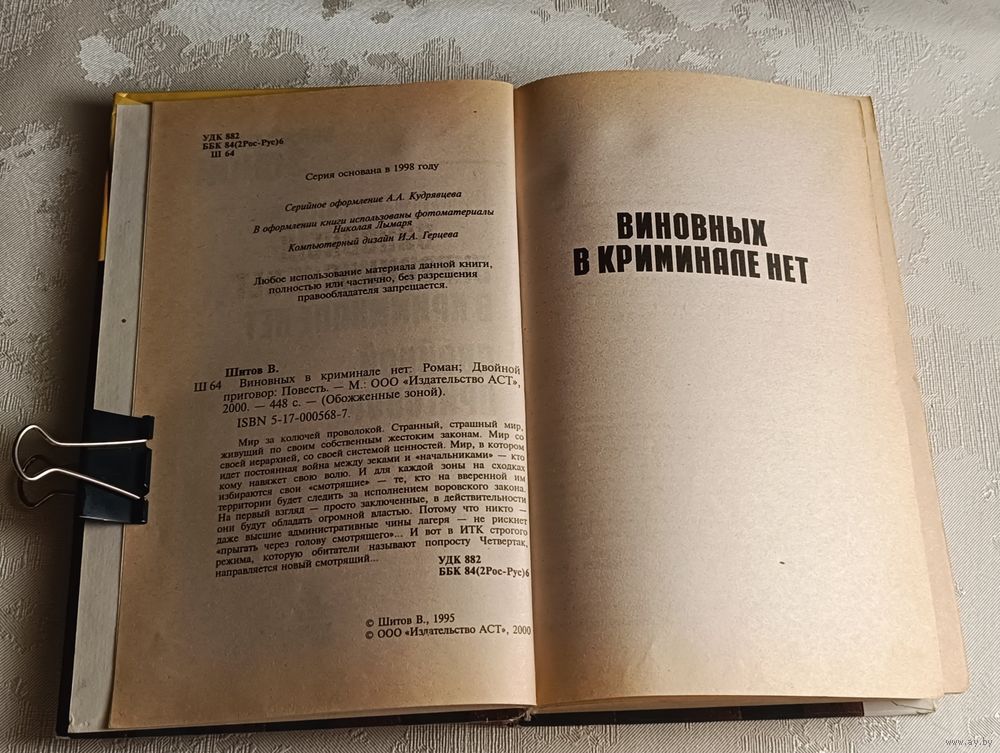 УДК 882
ББК 84(2Рос-Рус)6
Ш 64
Серия основана в 1998 году
Серийное оформление А.А. Кудрявцева
В оформлении книги использованы фотоматериалы
Николая Лымаря
Компьютерный дизайн И.А. Герцева
Любое использование материала данной книги,
полностью или частично, без разрешения
правообладателя запрещается.
Шитов В.
Ш 64 Виновных в криминале нет: Роман; Двойной
приговор: Повесть. — М.: ООО «Издательство АСТ»,
2000. — 448 с. — (Обожженные зоной).
ISBN 5-17-000568-7.
Мир за колючей проволокой. Странный, страшный мир,
живущий по своим собственным жестоким законам. Мир со
своей иерархией, со своей системой ценностей. Мир, в котором
идет постоянная война между зеками и «начальниками» — кто
кому навяжет свою волю. И для каждой зоны на сходках
избираются свои «смотрящие» — те, кто на вверенной им
территории будет следить за исполнением воровского закона.
На первый взгляд — просто заключенные, в действительности
они будут обладать огромной властью. Потому что никто —
даже высшие административные чины лагеря — не рискнет
«прыгать через голову смотрящего»... И вот в ИТК строгого
режима, которую обитатели называют попросту Четвертак,
направляется новый смотрящий...
УДК 882
ББК 84(2Рос-Рус)6
© Шитов В., 1995
© ООО «Издательство АСТ», 2000
ВИНОВНЫХ
В КРИМИНАЛЕ НЕТ
www.ay.by